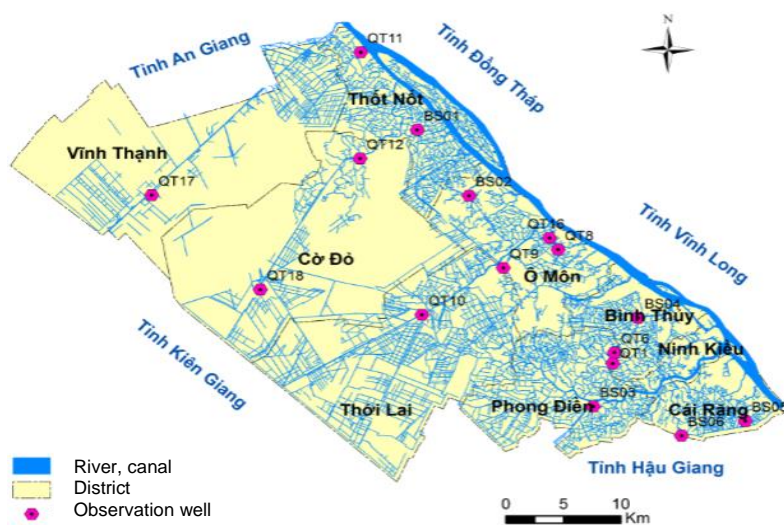 N
QT11
Tỉnh An Giang
Tỉnh Đồng Tháp
Thốt Nốt
BS01
QT12
Vĩnh Thạnh
QT17
BS02
QT16
QT8
Tỉnh Vĩnh Long
Cờ Đỏ
QT9
Ô Môn
QT18
QT10
BS04
Bình Thủy
QT6
Ninh Kiều
QT1
Tỉnh Kiên Giang
Thới Lai
Phong Điền
BS03
Cái Răng
BS05
BS06
Tỉnh Hậu Giang
River, canal
District
Observation well
0 5 10
Km